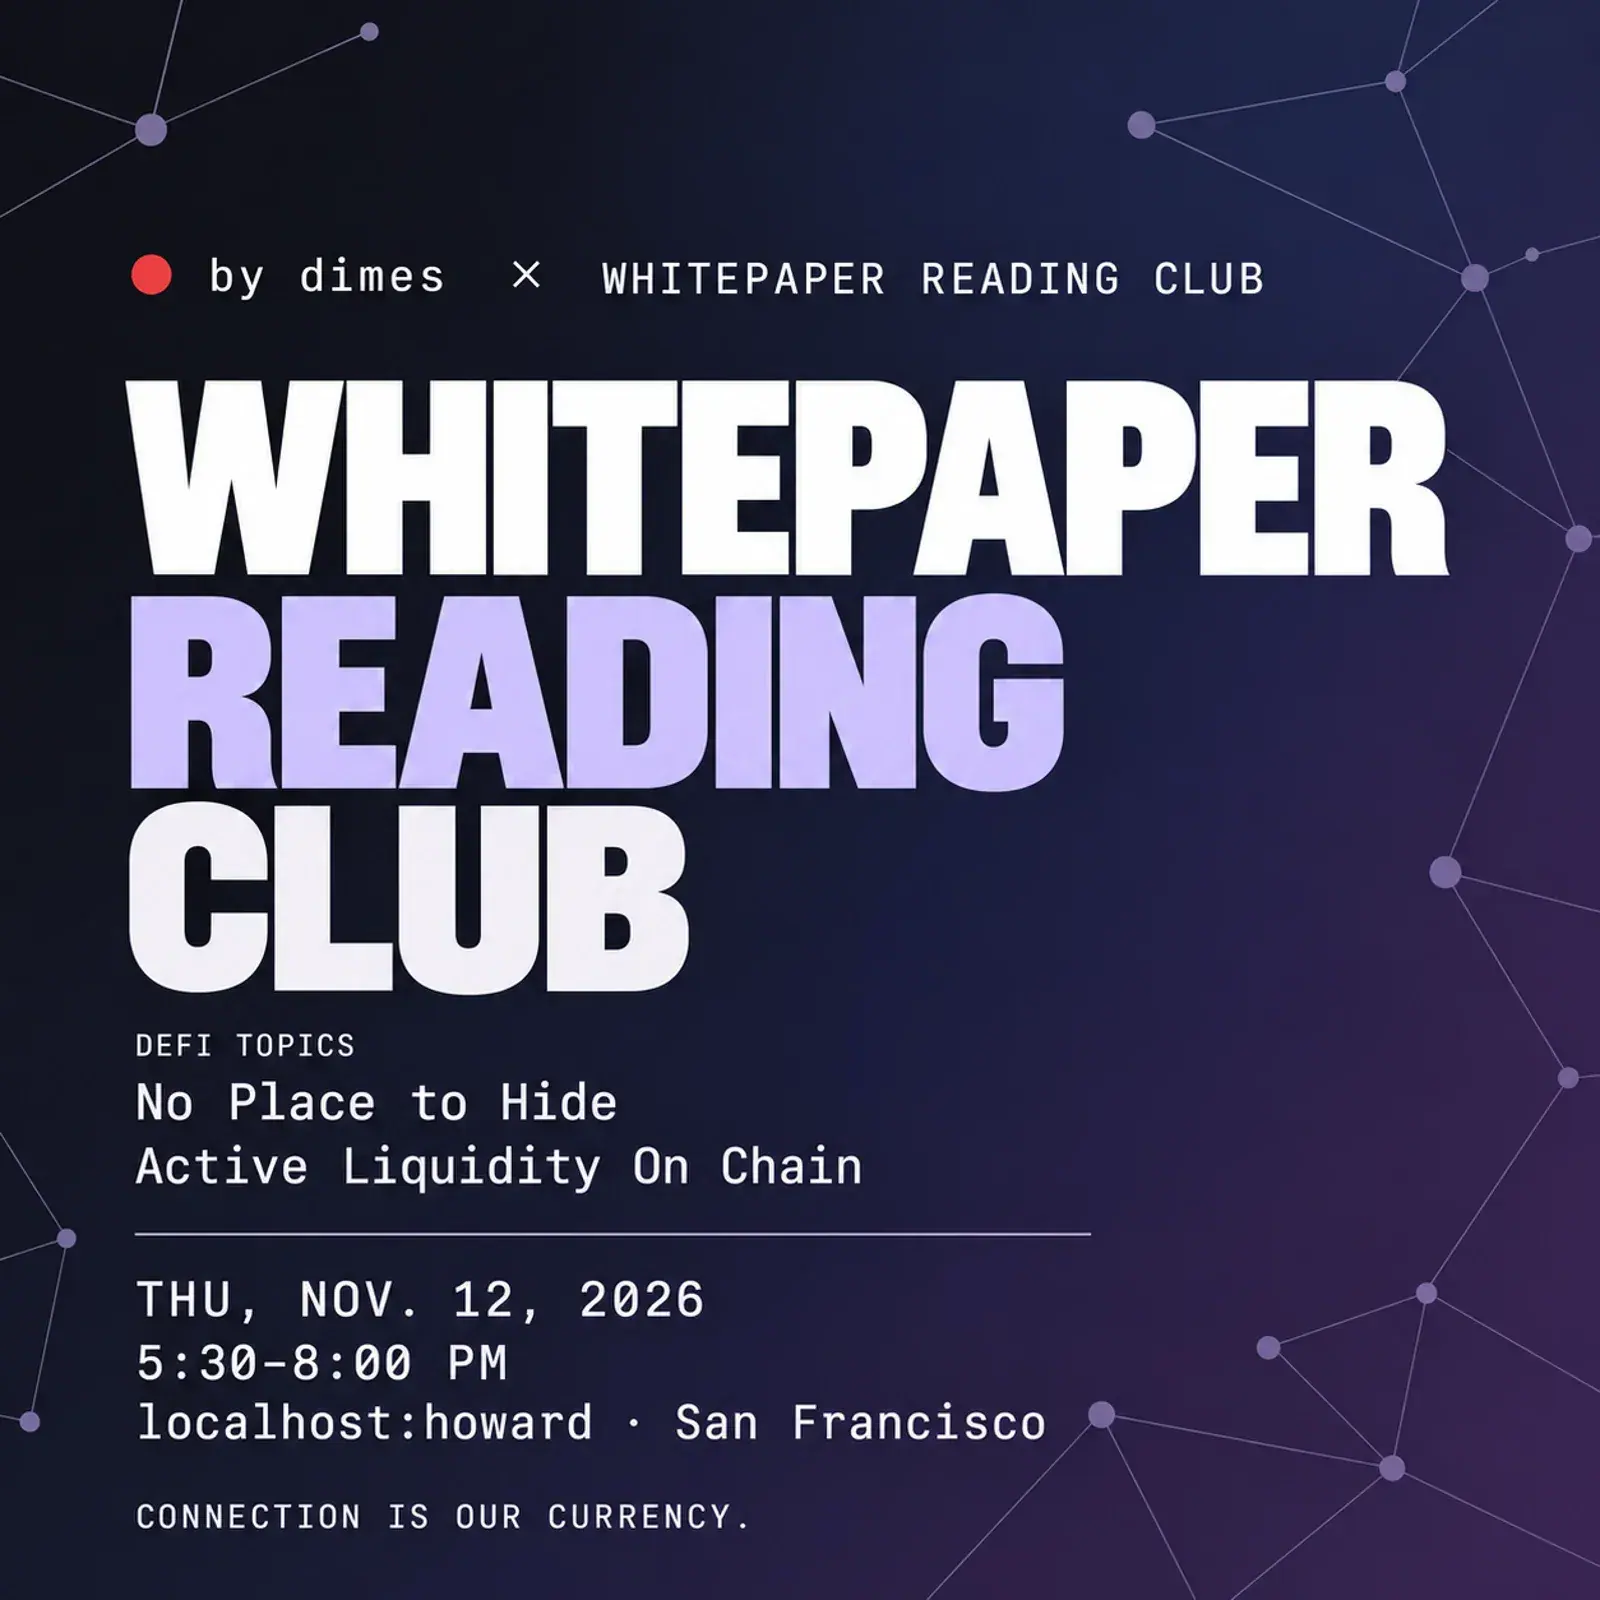 by dimes × WHITEPAPER READING CLUB
WHITEPAPER
READING
CLUB
DEFI TOPICS
No Place to Hide
Active Liquidity On Chain
THU, NOV. 12, 2026
5:30–8:00 PM
localhost:howard · San Francisco
CONNECTION IS OUR CURRENCY.